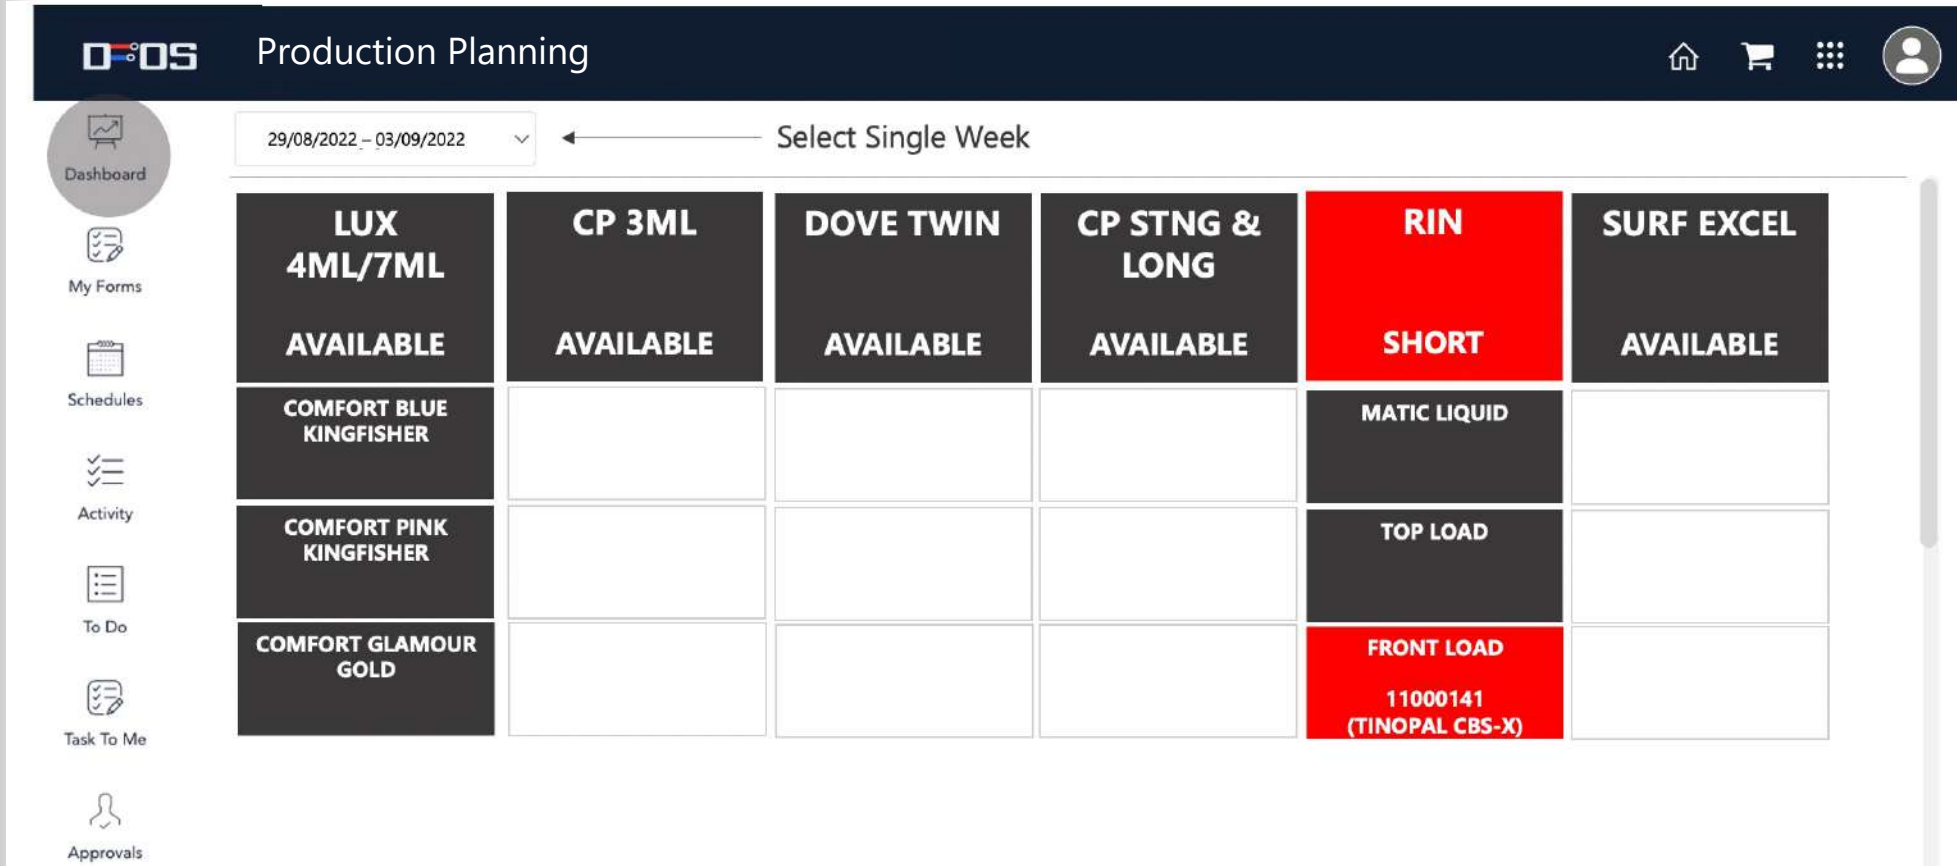 DFOS
Production Planning
29/08/2022 – 03/09/2022
Select Single Week
Dashboard
My Forms
Schedules
Activity
To Do
Task To Me
Approvals
LUX
4ML/7ML
AVAILABLE
CP 3ML
AVAILABLE
DOVE TWIN
AVAILABLE
CP STNG &
LONG
AVAILABLE
RIN
SHORT
SURF EXCEL
AVAILABLE
COMFORT BLUE
KINGFISHER
MATIC LIQUID
COMFORT PINK
KINGFISHER
TOP LOAD
COMFORT GLAMOUR
GOLD
FRONT LOAD
11000141
(TINOPAL CBS-X)